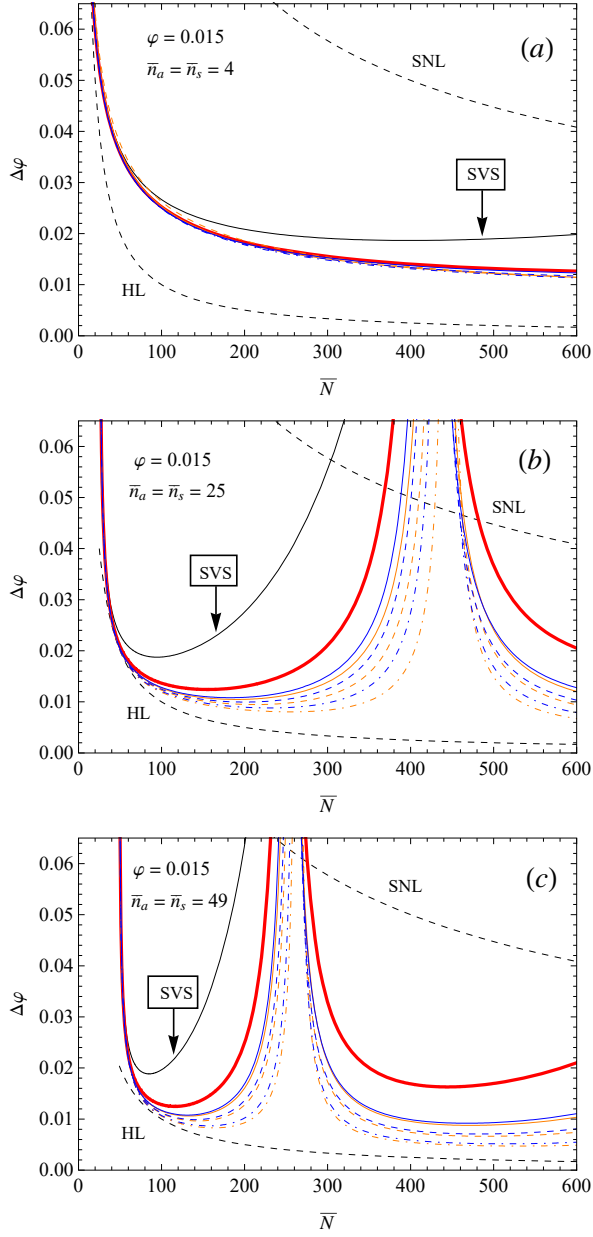 (a)
φ = 0.015
n̅a = n̅s = 4
SNL
SVS
HL
Δφ
0.06
0.05
0.04
0.03
0.02
0.01
0.00
0 100 200 300 400 500 600
N̅
(b)
φ = 0.015
n̅a = n̅s = 25
SNL
SVS
HL
Δφ
0.06
0.05
0.04
0.03
0.02
0.01
0.00
0 100 200 300 400 500 600
N̅
(c)
φ = 0.015
n̅a = n̅s = 49
SNL
SVS
HL
Δφ
0.06
0.05
0.04
0.03
0.02
0.01
0.00
0 100 200 300 400 500 600
N̅